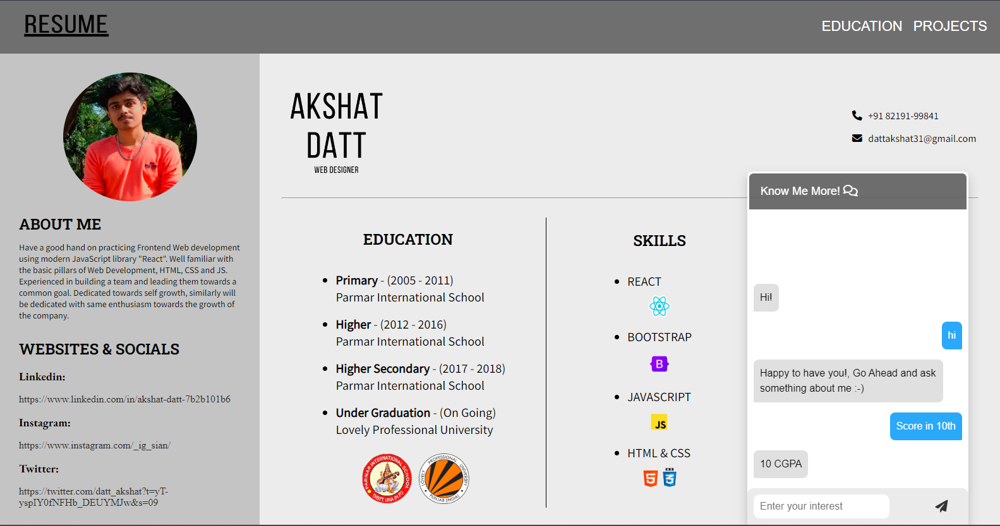 RESUME
EDUCATION PROJECTS
AKSHAT
DATT
WEB DESIGNER
+91 82191-99841
dattakshat31@gmail.com
ABOUT ME
Have a good hand on practicing Frontend Web development
using modern JavaScript library "React". Well familiar with
the basic pillars of Web Development, HTML, CSS and JS.
Experienced in building a team and leading them towards a
common goal. Dedicated towards self growth, similarly will
be dedicated with same enthusiasm towards the growth of
the company.
WEBSITES & SOCIALS
Linkedin:
https://www.linkedin.com/in/akshat-datt-7b2b101b6
Instagram:
https://www.instagram.com/_ig_sian/
Twitter:
https://twitter.com/datt_akshat?t=yT-
yspIY0fNFHb_DEUYMJw&s=09
EDUCATION
Primary - (2005 - 2011)
Parmar International School
Higher - (2012 - 2016)
Parmar International School
Higher Secondary - (2017 - 2018)
Parmar International School
Under Graduation - (On Going)
Lovely Professional University
PARMAR INTERNATIONAL SCHOOL
DISTT. UNA (H.P.)
LOVELY PROFESSIONAL UNIVERSITY
PUNJAB (INDIA)
SKILLS
REACT
BOOTSTRAP
B
JAVASCRIPT
JS
HTML & CSS
5
CSS
3
Know Me More!
Hi!
hi
Happy to have you!, Go Ahead and ask
something about me :-)
Score in 10th
10 CGPA
Enter your interest